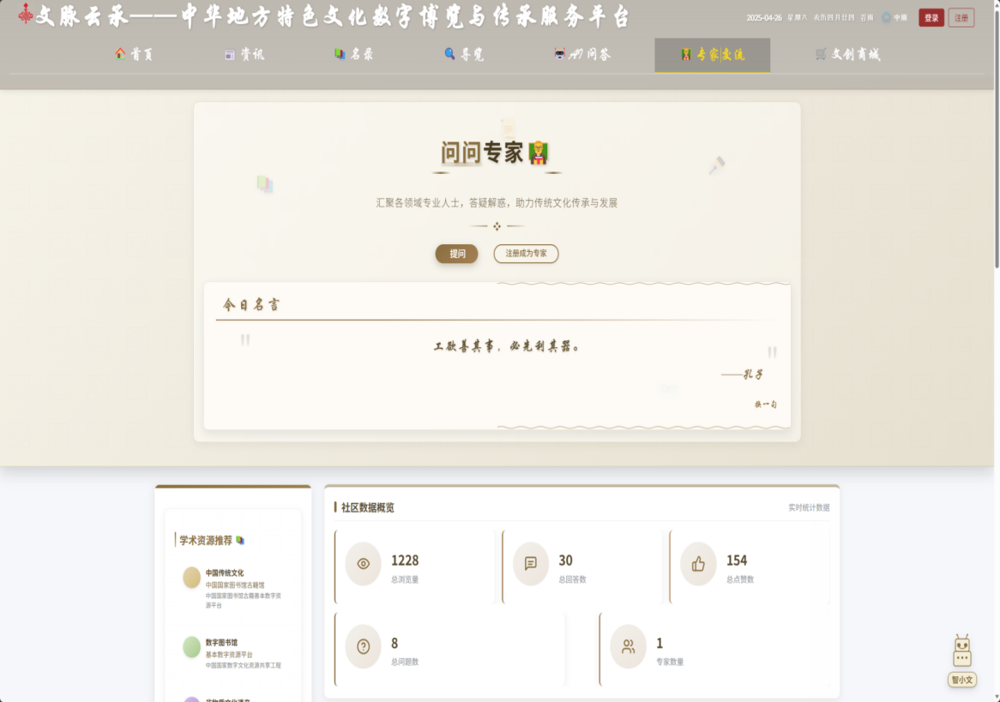 文脉云承——中华地方特色文化数字博览与传承服务平台
2025-04-26 星期六 农历四月廿四 谷雨 中雨 登录 注册
首页 资讯 名录 寻览 AI问答 专家交流 文创商城
问问专家
汇聚各领域专业人士，答疑解惑，助力传统文化传承与发展
提问 注册成为专家
今日名言
工欲善其事，必先利其器。
——孔子
换一句
学术资源推荐
中国传统文化
中国国家图书馆古籍馆
中国国家图书馆古籍善本数字资
源平台
数字图书馆
基本数字资源平台
中国国家数字文化资源共享工程
社区数据概览
实时统计数据
1228
总浏览量
30
总回答数
154
总点赞数
8
总问题数
1
专家数量
智小文